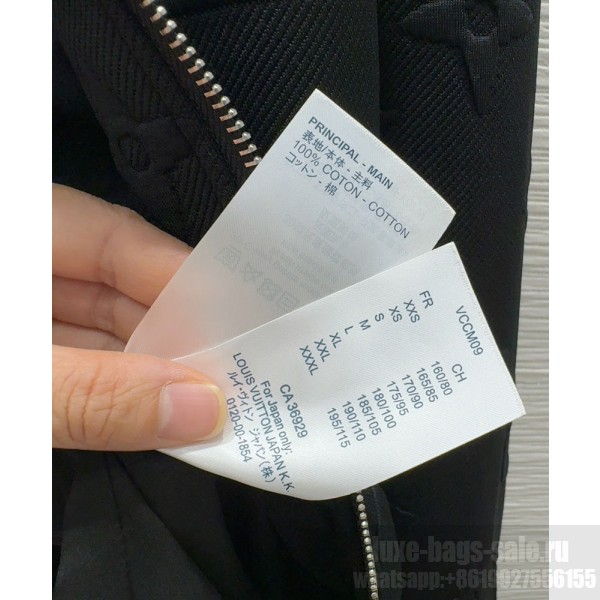 PRINCIPAL - MAIN
表地/本体 - 主料
100% COTON - COTTON
コットン - 棉
VCCM09
FR CH
XXS 160/80
XS 165/85
S 170/90
M 175/95
L 180/100
XL 185/105
XXL 190/110
XXXL 195/115
CA 36929
For Japan only:
LOUIS VUITTON JAPAN K.K.
ルイ・ヴィトン ジャパン(株)
0120-00-1854
luxe-bags-sale.ru
whatsapp:+8619927556155